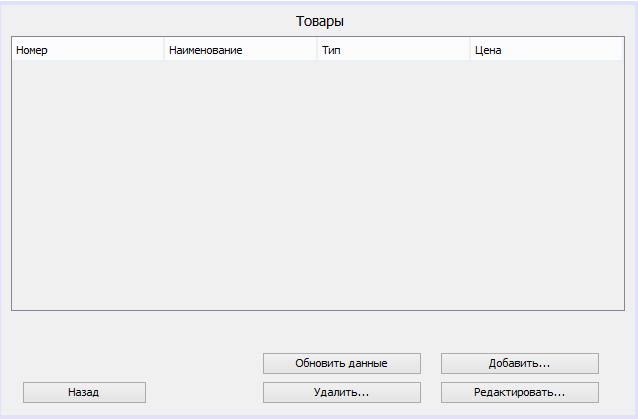 Товары
Номер Наименование Тип Цена
Обновить данные Добавить...
Назад Удалить... Редактировать...